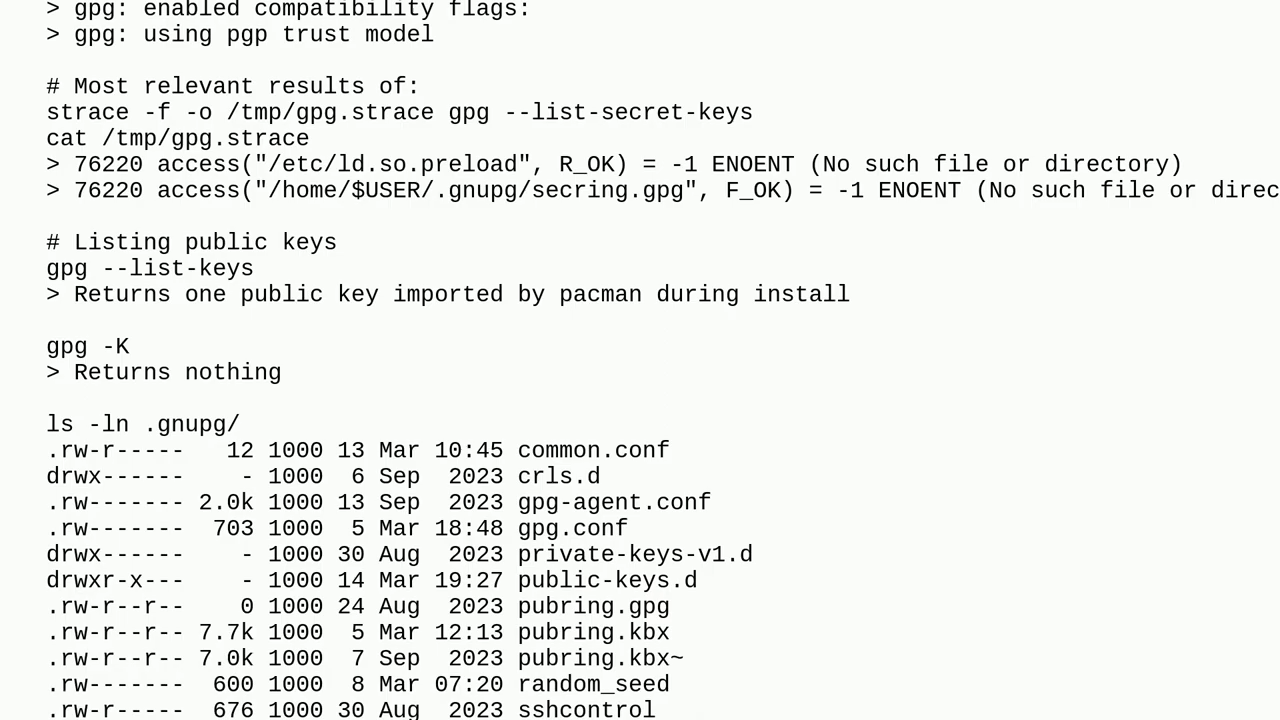 > gpg: enabled compatibility flags:
> gpg: using pgp trust model

# Most relevant results of:
strace -f -o /tmp/gpg.strace gpg --list-secret-keys
cat /tmp/gpg.strace
> 76220 access("/etc/ld.so.preload", R_OK) = -1 ENOENT (No such file or directory)
> 76220 access("/home/$USER/.gnupg/secring.gpg", F_OK) = -1 ENOENT (No such file or direc

# Listing public keys
gpg --list-keys
> Returns one public key imported by pacman during install

gpg -K
> Returns nothing

ls -ln .gnupg/
.rw-r-----   12 1000 13 Mar 10:45 common.conf
drwx------    - 1000  6 Sep  2023 crls.d
.rw------- 2.0k 1000 13 Sep  2023 gpg-agent.conf
.rw-------  703 1000  5 Mar 18:48 gpg.conf
drwx------    - 1000 30 Aug  2023 private-keys-v1.d
drwxr-x---    - 1000 14 Mar 19:27 public-keys.d
.rw-r--r--    0 1000 24 Aug  2023 pubring.gpg
.rw-r--r-- 7.7k 1000  5 Mar 12:13 pubring.kbx
.rw-r--r-- 7.0k 1000  7 Sep  2023 pubring.kbx~
.rw-------  600 1000  8 Mar 07:20 random_seed
.rw-r-----  676 1000 30 Aug  2023 sshcontrol